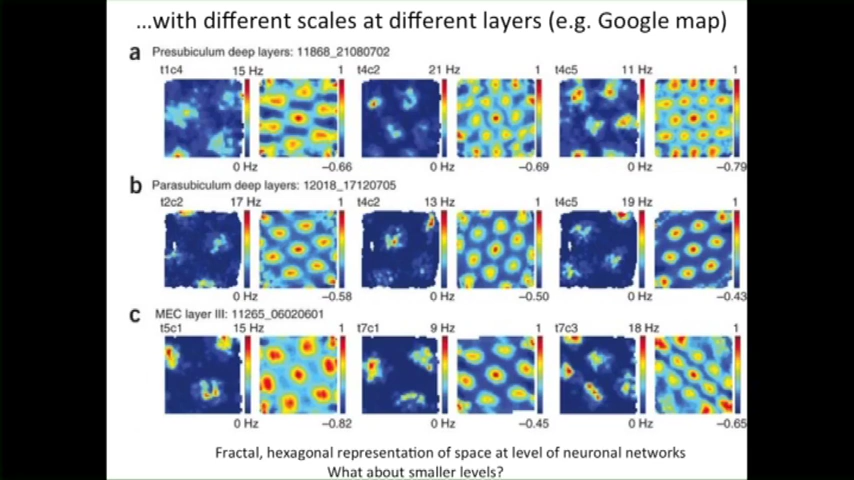 ...with different scales at different layers (e.g. Google map)
a Presubiculum deep layers: 11868_21080702
t1c4 15 Hz 1 t4c2 21 Hz 1 t4c5 11 Hz 1
0 Hz −0.66 0 Hz −0.69 0 Hz −0.79
b Parasubiculum deep layers: 12018_17120705
t2c2 17 Hz 1 t4c2 13 Hz 1 t4c5 19 Hz 1
0 Hz −0.58 0 Hz −0.50 0 Hz −0.43
c MEC layer III: 11265_06020601
t5c1 15 Hz 1 t7c1 9 Hz 1 t7c3 18 Hz 1
0 Hz −0.82 0 Hz −0.45 0 Hz −0.65
Fractal, hexagonal representation of space at level of neuronal networks
What about smaller levels?